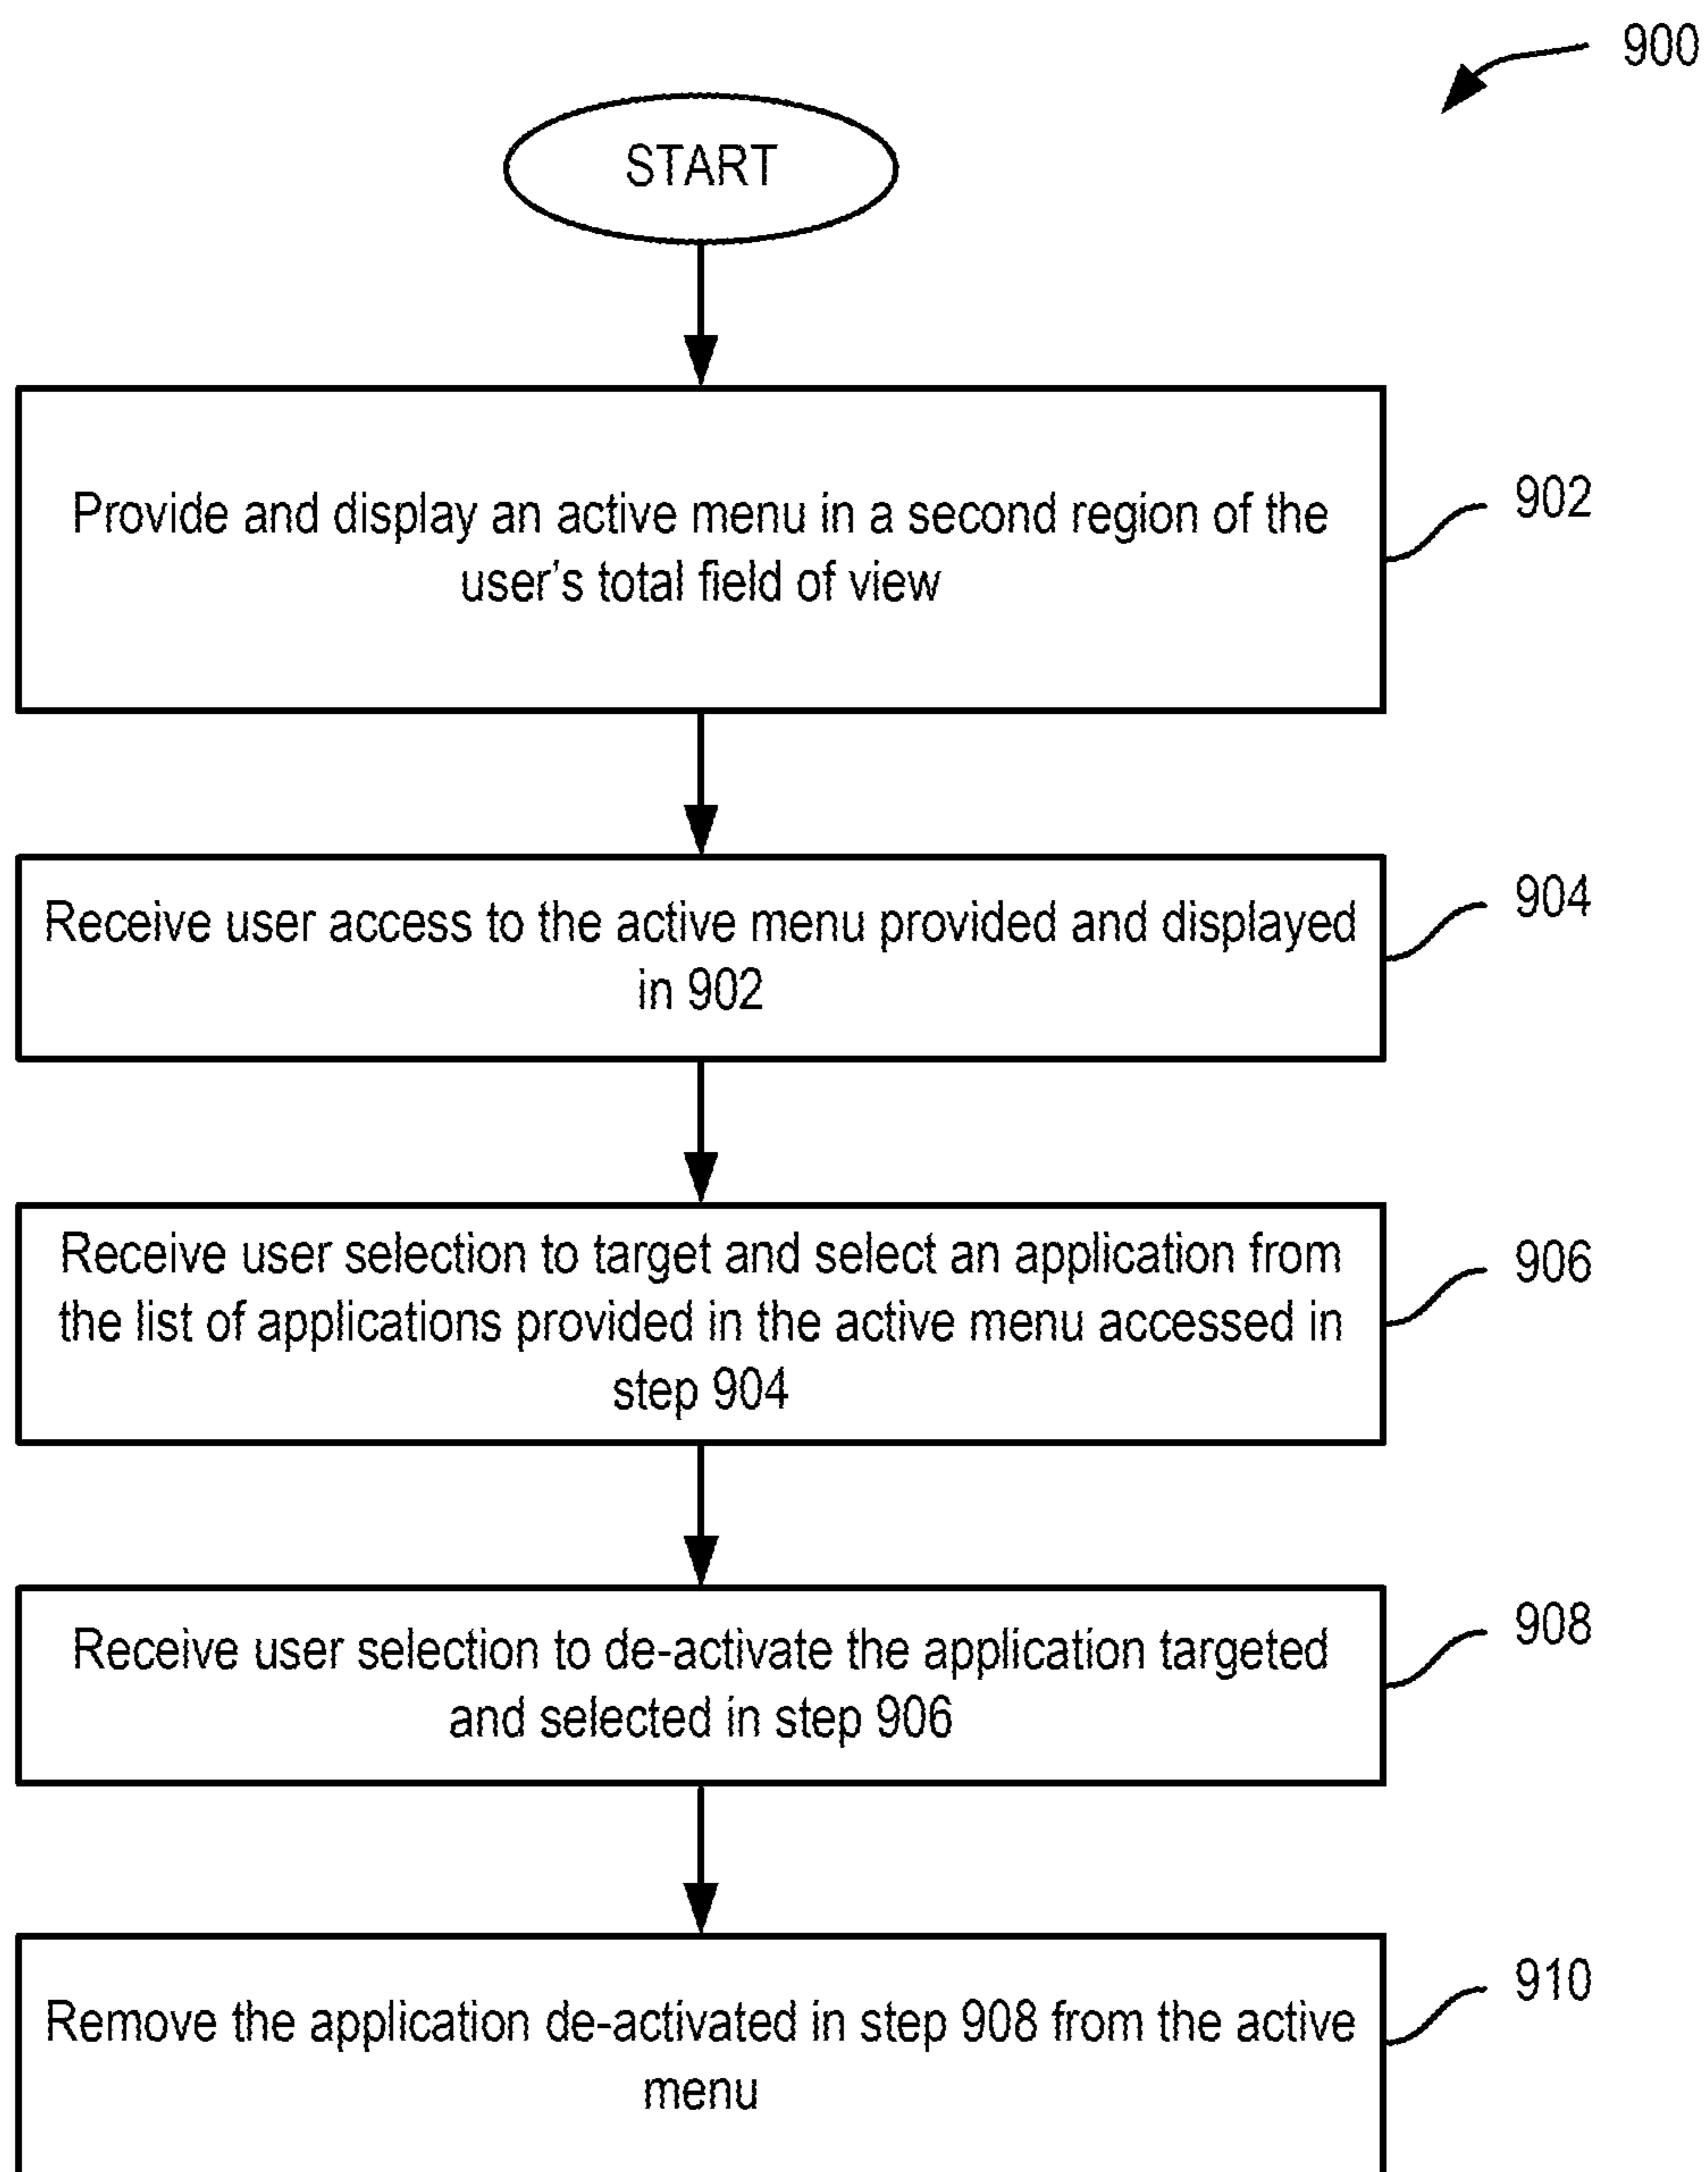 900
START
Provide and display an active menu in a second region of the
user's total field of view
902
Receive user access to the active menu provided and displayed
in 902
904
Receive user selection to target and select an application from
the list of applications provided in the active menu accessed in
step 904
906
Receive user selection to de-activate the application targeted
and selected in step 906
908
Remove the application de-activated in step 908 from the active
menu
910